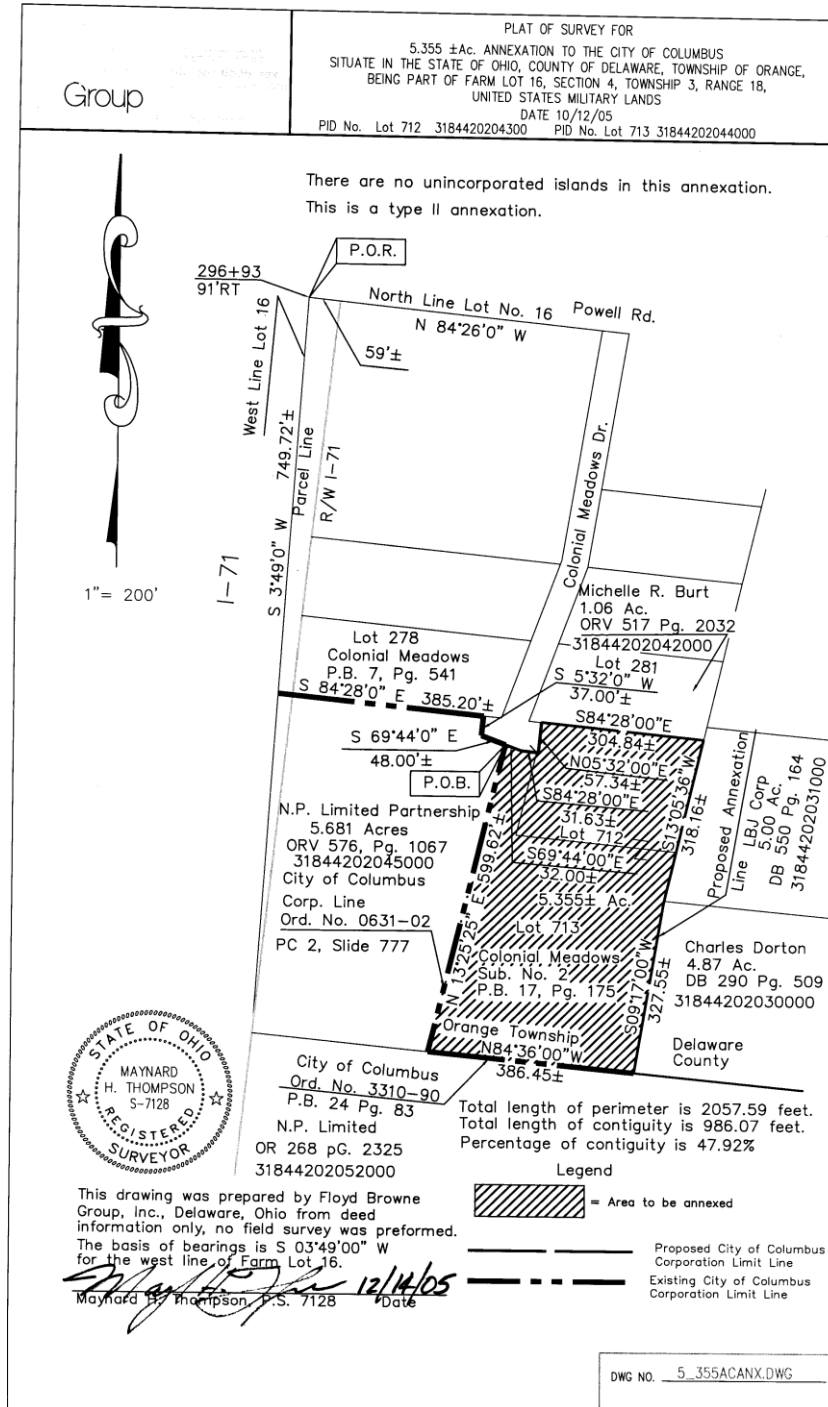 Group
PLAT OF SURVEY FOR
5.355 ±Ac. ANNEXATION TO THE CITY OF COLUMBUS
SITUATE IN THE STATE OF OHIO, COUNTY OF DELAWARE, TOWNSHIP OF ORANGE,
BEING PART OF FARM LOT 16, SECTION 4, TOWNSHIP 3, RANGE 18,
UNITED STATES MILITARY LANDS
DATE 10/12/05
PID No. Lot 712 3184420204300 PID No. Lot 713 31844202044000
There are no unincorporated islands in this annexation.
This is a type II annexation.
P.O.R.
296+93
91'RT
North Line Lot No. 16 Powell Rd.
N 84°26'0" W
59'±
West Line Lot 16
749.72'±
S 3°49'0" W
Parcel Line
R/W I-71
I-71
Colonial Meadows Dr.
1"= 200'
Michelle R. Burt
1.06 Ac.
ORV 517 Pg. 2032
31844202042000
Lot 278
Colonial Meadows
P.B. 7, Pg. 541
S 84°28'0" E 385.20'±
Lot 281
S 5°32'0" W
37.00'±
S84°28'00"E
304.84±
S 69°44'0" E
48.00'±
N05°32'00"E
57.34±
P.O.B.
S84°28'00"E
31.63±
Lot 712
S69°44'00"E
32.00±
5.355± Ac.
Lot 713
S13°05'36"W
318.16±
Proposed Annexation
Line
LBJ Corp
5.00 Ac.
DB 550 Pg. 164
31844202031000
N.P. Limited Partnership
5.681 Acres
ORV 576, Pg. 1067
31844202045000
City of Columbus
Corp. Line
Ord. No. 0631-02
PC 2, Slide 777
N 13°25'25" E 599.62'±
Colonial Meadows
Sub. No. 2
P.B. 17, Pg. 175
S09°17'00"W
327.55±
Charles Dorton
4.87 Ac.
DB 290 Pg. 509
31844202030000
Orange Township
N84°36'00"W
386.45±
Delaware
County
STATE OF OHIO
MAYNARD
H. THOMPSON
S-7128
REGISTERED
SURVEYOR
City of Columbus
Ord. No. 3310-90
P.B. 24 Pg. 83
N.P. Limited
OR 268 pG. 2325
31844202052000
Total length of perimeter is 2057.59 feet.
Total length of contiguity is 986.07 feet.
Percentage of contiguity is 47.92%
Legend
= Area to be annexed
Proposed City of Columbus
Corporation Limit Line
Existing City of Columbus
Corporation Limit Line
This drawing was prepared by Floyd Browne
Group, Inc., Delaware, Ohio from deed
information only, no field survey was preformed.
The basis of bearings is S 03°49'00" W
for the west line of Farm Lot 16.
12/14/05
Maynard H. Thompson, P.S. 7128 Date
DWG NO. 5_355ACANX.DWG